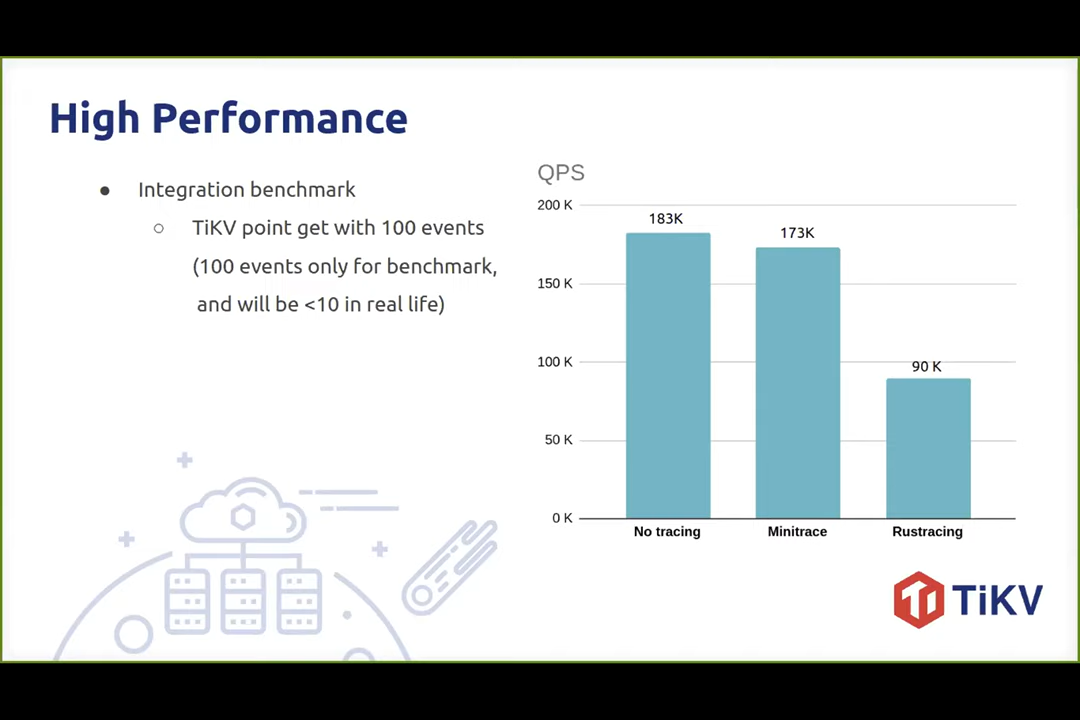 High Performance
● Integration benchmark
○ TiKV point get with 100 events
(100 events only for benchmark,
and will be <10 in real life)
QPS
200 K
150 K
100 K
50 K
0 K
183K
173K
90 K
No tracing
Minitrace
Rustracing
TiKV